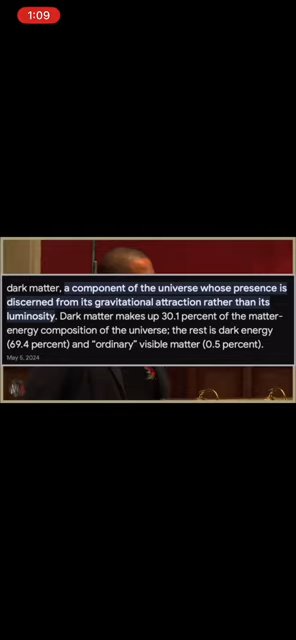 1:09
dark matter, a component of the universe whose presence is
discerned from its gravitational attraction rather than its
luminosity. Dark matter makes up 30.1 percent of the matter-
energy composition of the universe; the rest is dark energy
(69.4 percent) and “ordinary” visible matter (0.5 percent).
May 5, 2024